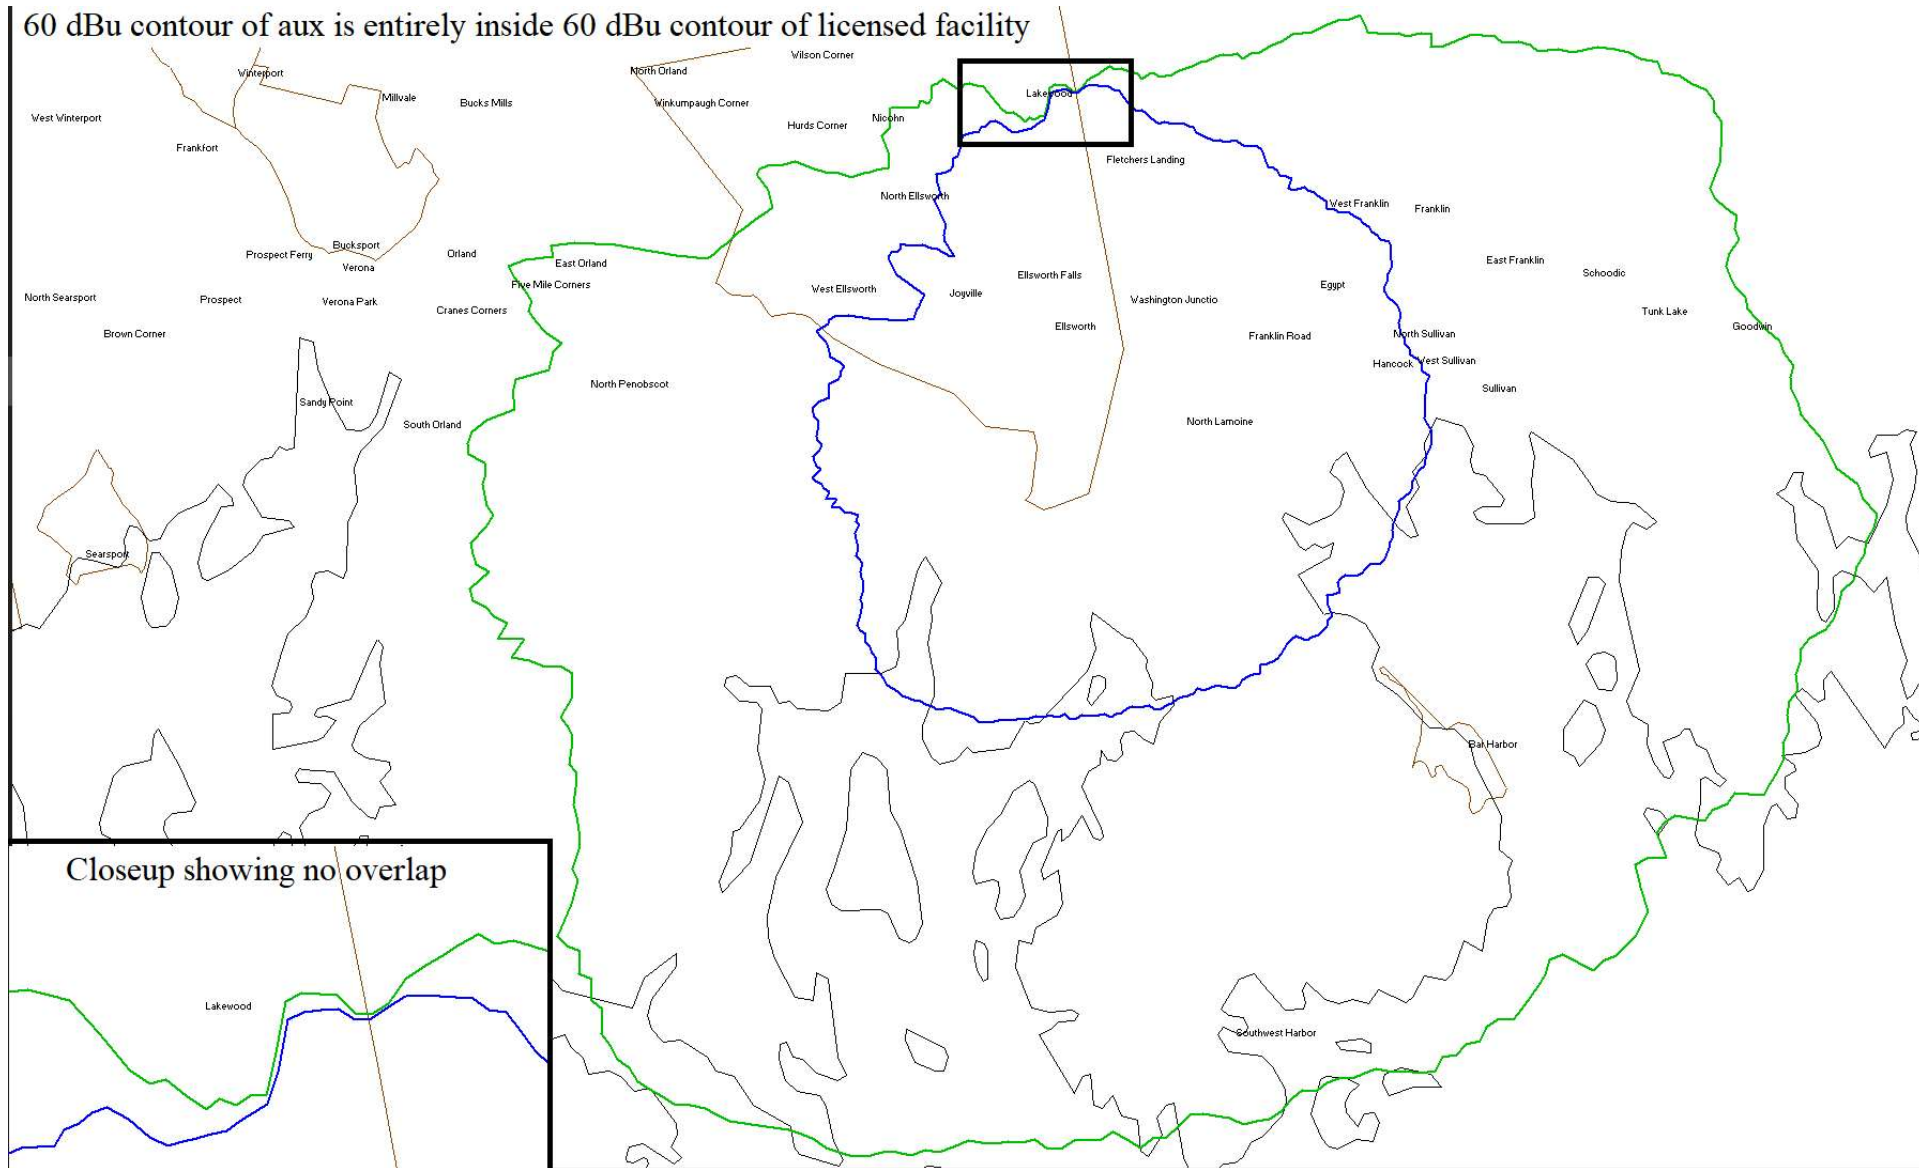 60 dBu contour of aux is entirely inside 60 dBu contour of licensed facility
Wilson Corner
Winterport
North Orland
Millvale
Bucks Mills
Winkumpaugh Corner
Lakewood
West Winterport
Hurds Corner
Nicohn
Frankfort
Fletchers Landing
North Ellsworth
West Franklin
Franklin
Bucksport
Prospect Ferry
Orland
Verona
East Orland
East Franklin
Schoodic
Ellsworth Falls
Five Mile Corners
West Ellsworth
Joyville
Egypt
North Searsport
Prospect
Verona Park
Washington Junctio
Cranes Corners
Tunk Lake
Brown Corner
Ellsworth
Goodwin
Franklin Road
North Sullivan
Hancock
West Sullivan
North Penobscot
Sullivan
Sandy Point
South Orland
North Lamoine
Searsport
Bar Harbor
Closeup showing no overlap
Lakewood
Southwest Harbor